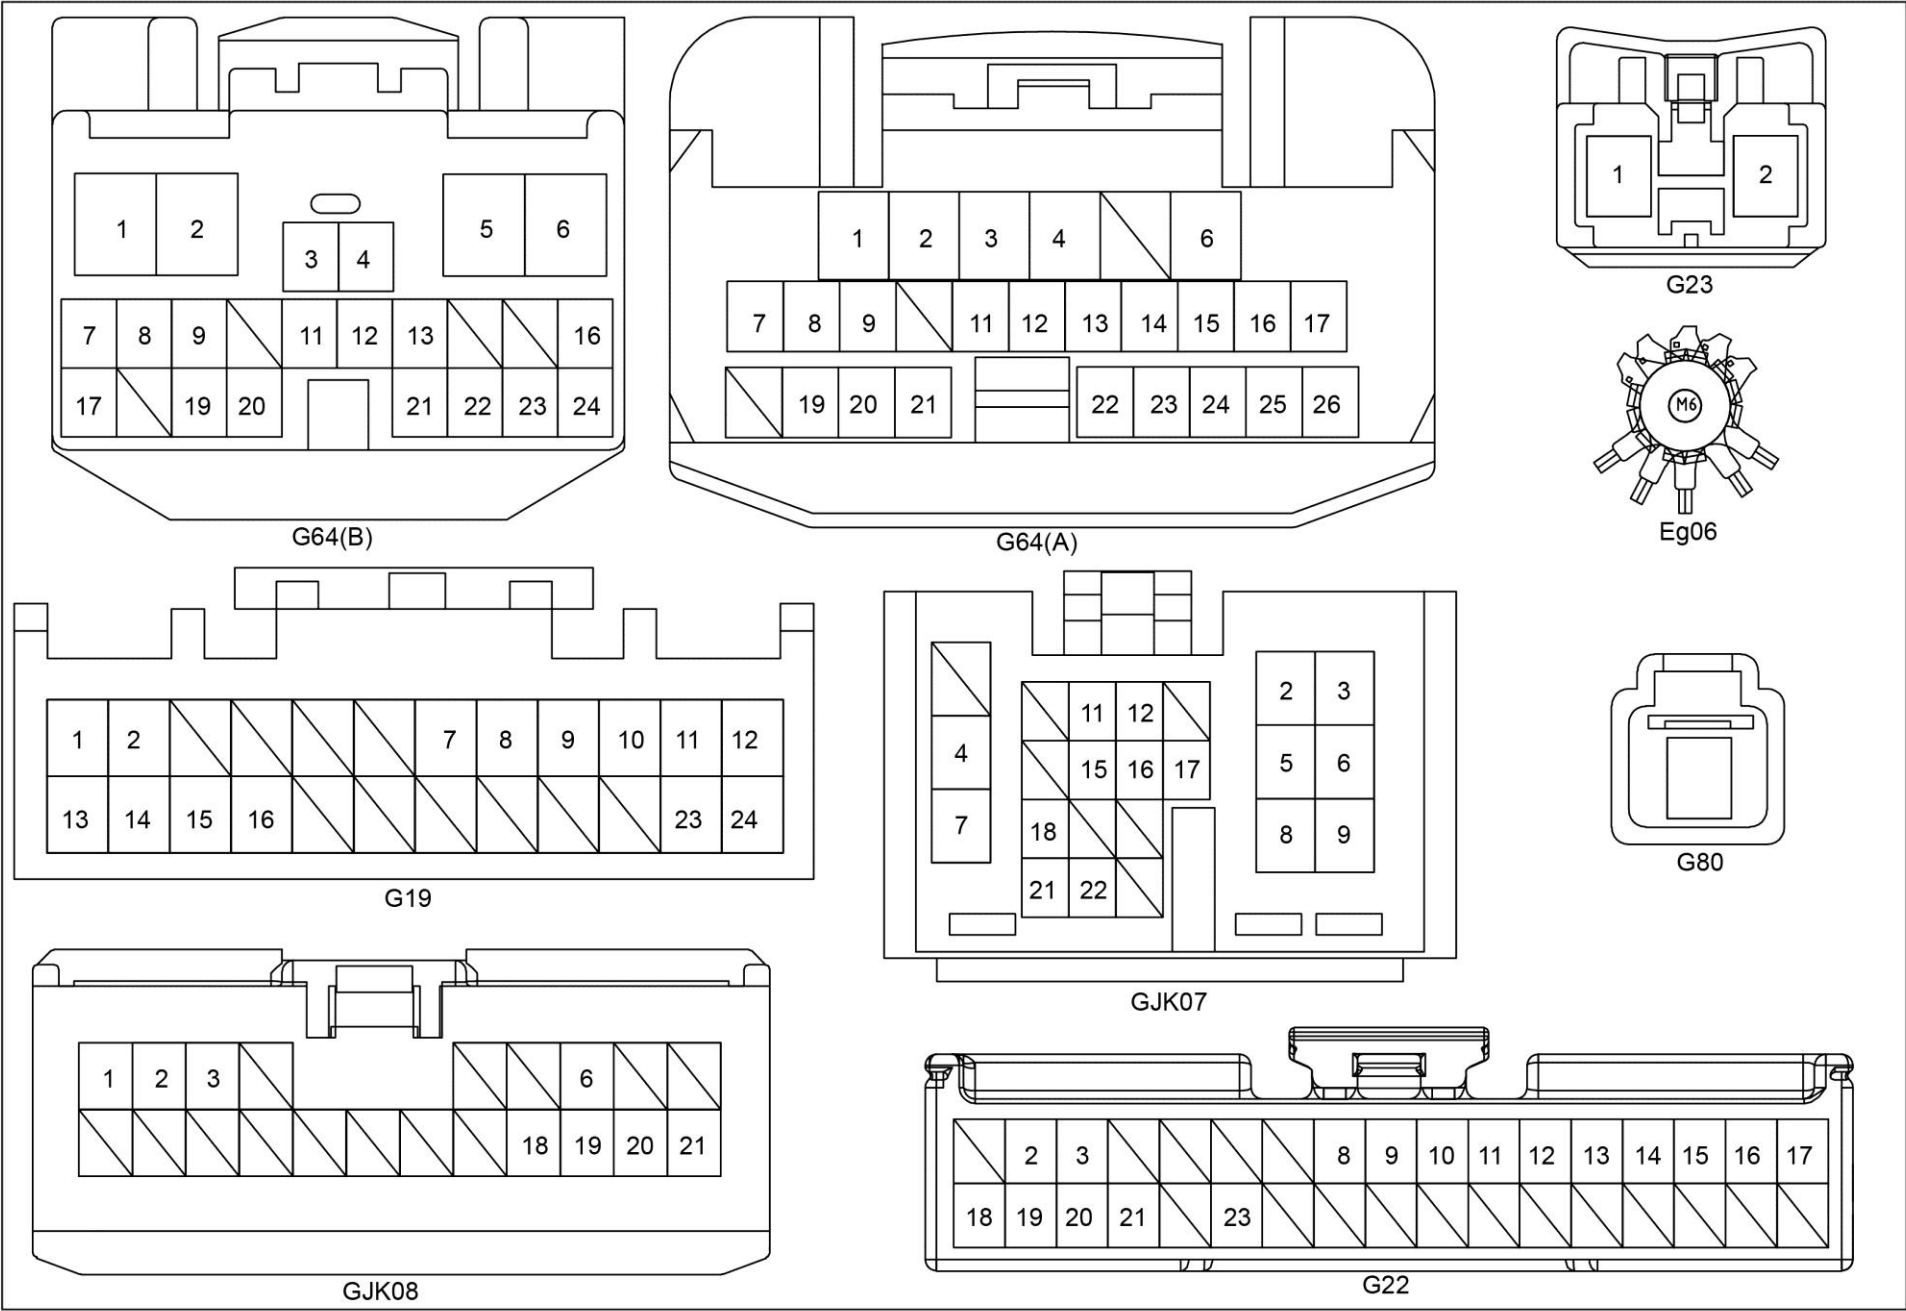 1 2 3 4 5 6
7 8 9 11 12 13 16
17 19 20 21 22 23 24
G64(B)
1 2 3 4 6
7 8 9 11 12 13 14 15 16 17
19 20 21 22 23 24 25 26
G64(A)
1 2
G23
M6
Eg06
1 2 7 8 9 10 11 12
13 14 15 16 23 24
G19
4
7
11 12
15 16 17
18
21 22
2 3
5 6
8 9
GJK07
G80
1 2 3 6
18 19 20 21
GJK08
2 3 8 9 10 11 12 13 14 15 16 17
18 19 20 21 23
G22